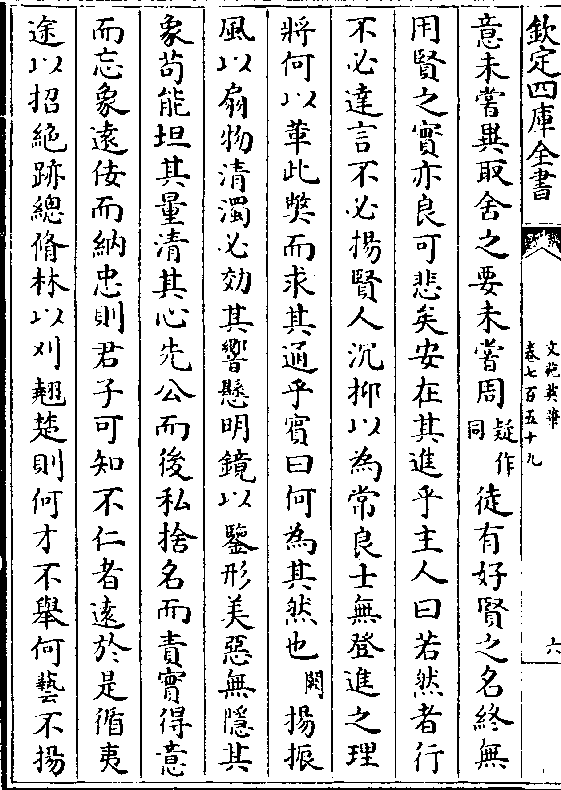 欽定四庫全書
文苑英華
卷七百五十九
六
意未嘗異取舍之要未嘗周疑作同徒有好賢之名終無
用賢之實亦良可悲矣安在其進乎主人曰若然者行
不必達言不必揚賢人沉抑以為常良士無登進之理
將何以革此弊而求其通乎賓曰何為其然也闕揚振
風以扇物清濁必効其響懸明鏡以鑒形美惡無隱其
象苟能坦其量清其心先公而後私捨名而責實得意
而忘象遠佞而納忠則君子可知不仁者遠於是循夷
途以招絶跡總脩林以刈翹楚則何才不舉何藝不揚